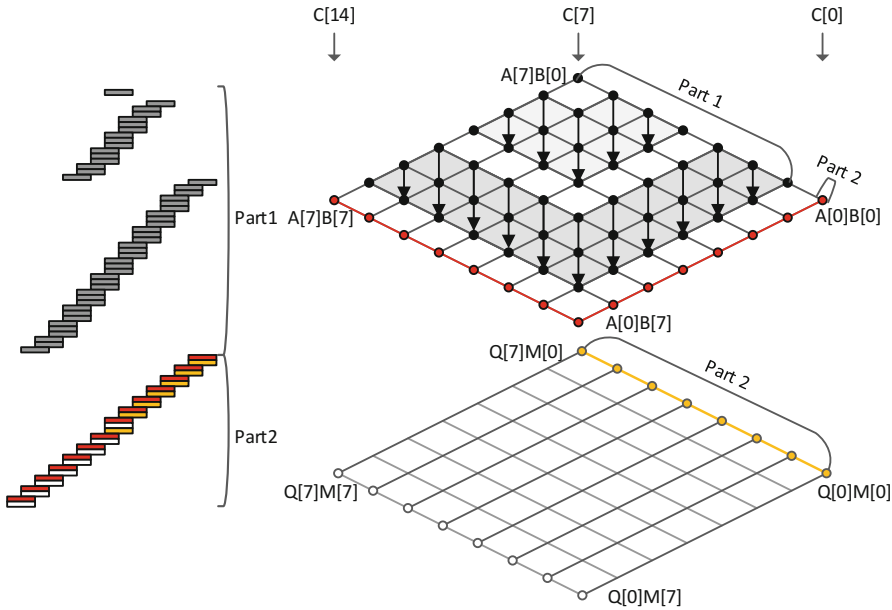 C[14]
C[7]
C[0]
A[7]B[0]
Part 1
Part 2
Part1
A[7]B[7]
A[0]B[0]
A[0]B[7]
Q[7]M[0]
Part 2
Part2
Q[7]M[7]
Q[0]M[0]
Q[0]M[7]